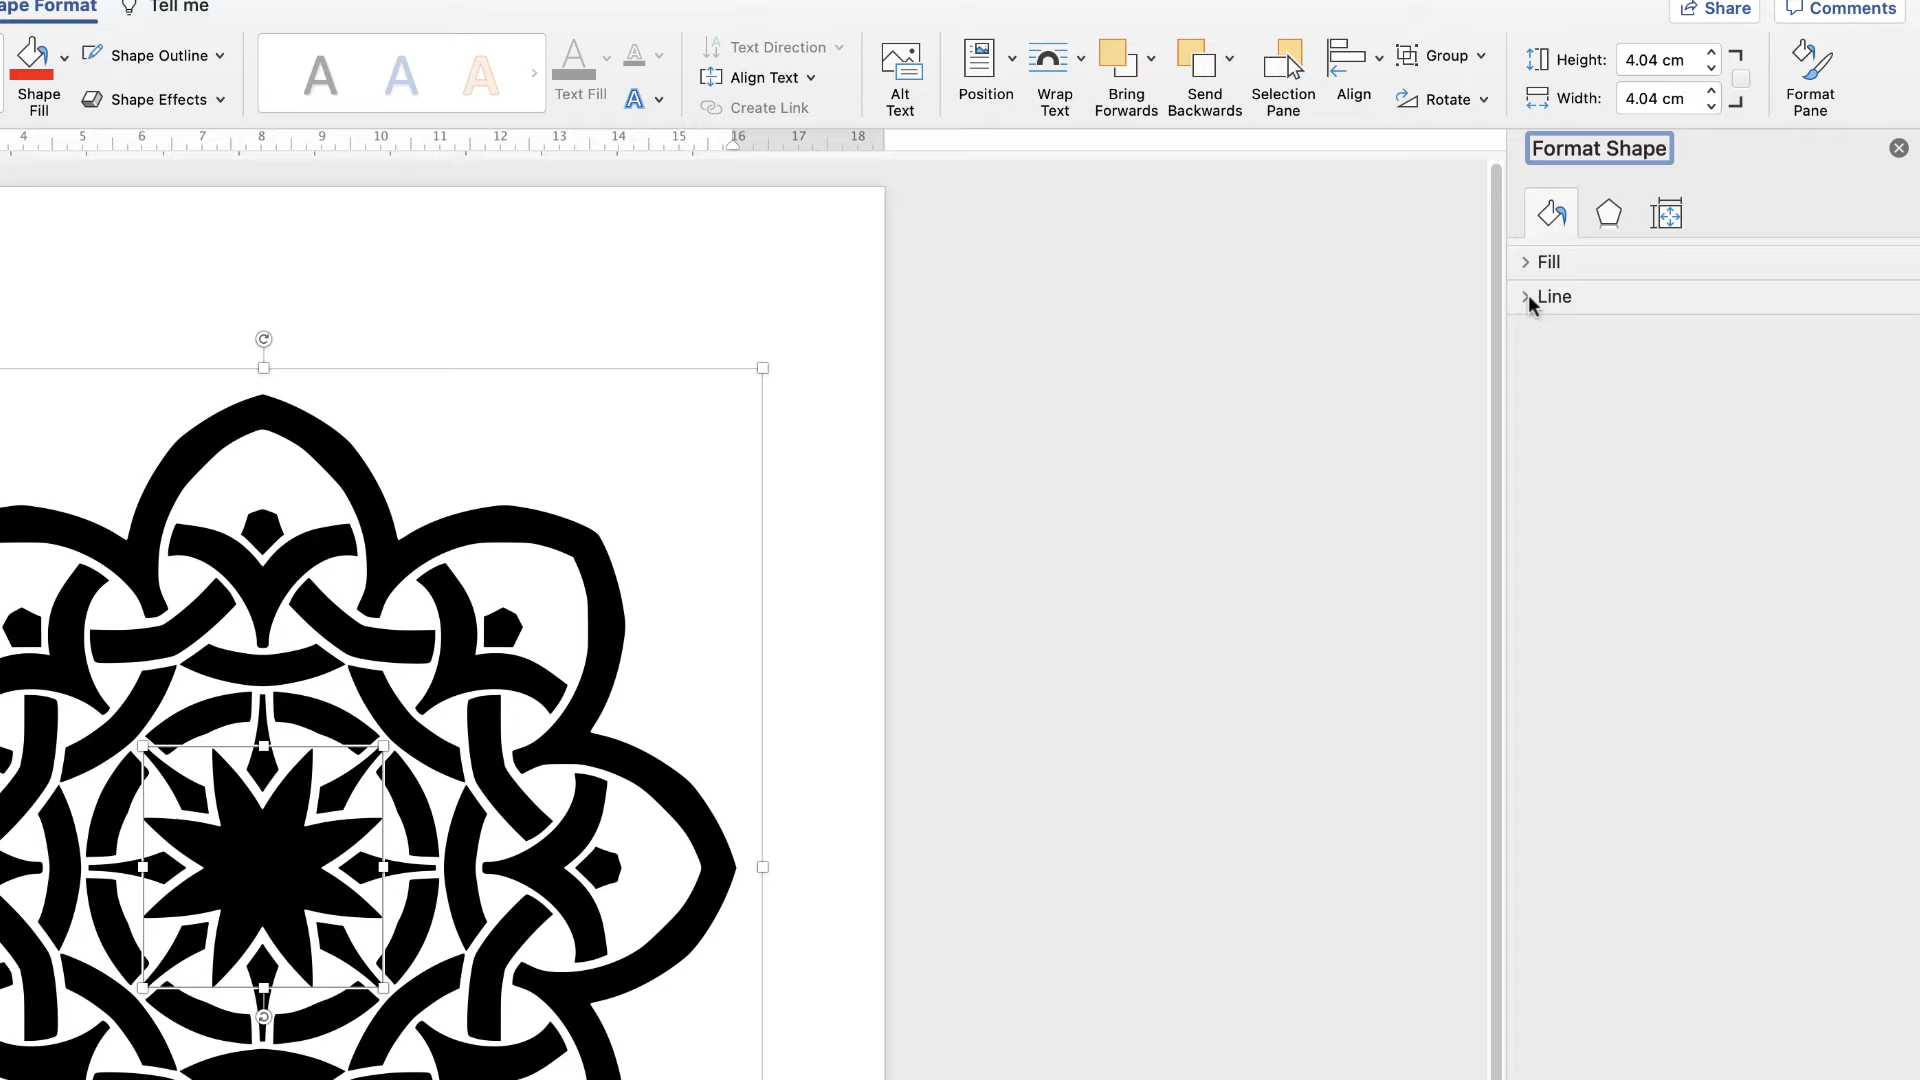 ape Format Tell me Share Comments
Shape Fill
Shape Outline
Shape Effects
A A A
Text Fill
A
A
Text Direction
Align Text
Create Link
Alt Text
Position
Wrap Text
Bring Forwards
Send Backwards
Selection Pane
Align
Group
Rotate
Height: 4.04 cm
Width: 4.04 cm
Format Pane
4 5 6 7 8 9 10 11 12 13 14 15 16 17 18
Format Shape
Fill
Line